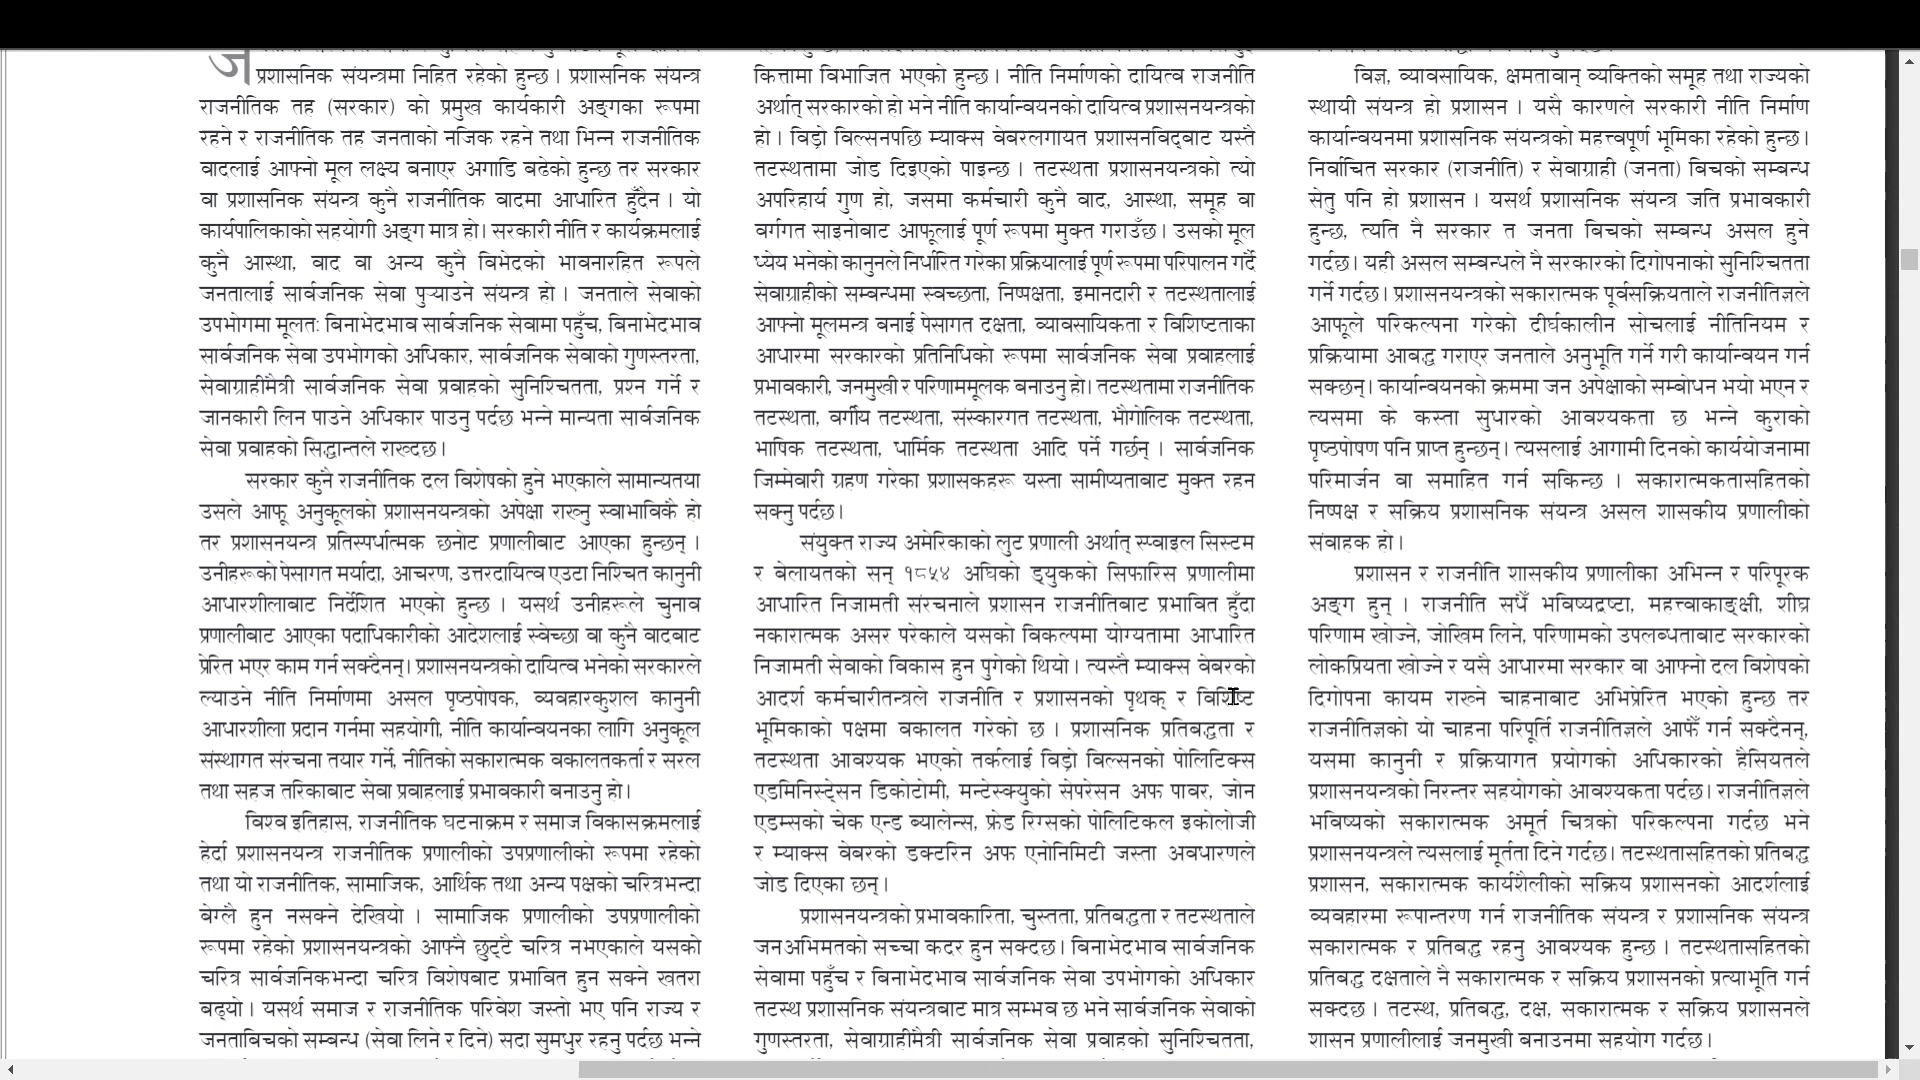 ज
प्रशासनिक संयन्त्रमा निहित रहेको हुन्छ । प्रशासनिक संयन्त्र
राजनीतिक तह (सरकार) को प्रमुख कार्यकारी अङ्गका रूपमा
रहने र राजनीतिक तह जनताको नजिक रहने तथा भिन्न राजनीतिक
वादलाई आफ्नो मूल लक्ष्य बनाएर अगाडि बढेको हुन्छ तर सरकार
वा प्रशासनिक संयन्त्र कुनै राजनीतिक वादमा आधारित हुँदैन । यो
कार्यपालिकाको सहयोगी अङ्ग मात्र हो। सरकारी नीति र कार्यक्रमलाई
कुनै आस्था, वाद वा अन्य कुनै विभेदको भावनारहित रूपले
जनतालाई सार्वजनिक सेवा पुऱ्याउने संयन्त्र हो । जनताले सेवाको
उपभोगमा मूलतः बिनाभेदभाव सार्वजनिक सेवामा पहुँच, बिनाभेदभाव
सार्वजनिक सेवा उपभोगको अधिकार, सार्वजनिक सेवाको गुणस्तरता,
सेवाग्राहीमैत्री सार्वजनिक सेवा प्रवाहको सुनिश्चितता, प्रश्न गर्ने र
जानकारी लिन पाउने अधिकार पाउनु पर्दछ भन्ने मान्यता सार्वजनिक
सेवा प्रवाहको सिद्धान्तले राख्दछ।
सरकार कुनै राजनीतिक दल विशेषको हुने भएकाले सामान्यतया
उसले आफू अनुकूलको प्रशासनयन्त्रको अपेक्षा राख्नु स्वाभाविकै हो
तर प्रशासनयन्त्र प्रतिस्पर्धात्मक छनोट प्रणालीबाट आएका हुन्छन् ।
उनीहरूको पेसागत मर्यादा, आचरण, उत्तरदायित्व एउटा निश्चित कानुनी
आधारशीलाबाट निर्देशित भएको हुन्छ । यसर्थ उनीहरूले चुनाव
प्रणालीबाट आएका पदाधिकारीको आदेशलाई स्वेच्छा वा कुनै वादबाट
प्रेरित भएर काम गर्न सक्दैनन्। प्रशासनयन्त्रको दायित्व भनेको सरकारले
ल्याउने नीति निर्माणमा असल पृष्ठपोषक, व्यवहारकुशल कानुनी
आधारशीला प्रदान गर्नमा सहयोगी, नीति कार्यान्वयनका लागि अनुकूल
संस्थागत संरचना तयार गर्ने, नीतिको सकारात्मक वकालतकर्ता र सरल
तथा सहज तरिकाबाट सेवा प्रवाहलाई प्रभावकारी बनाउनु हो।
विश्व इतिहास, राजनीतिक घटनाक्रम र समाज विकासक्रमलाई
हेर्दा प्रशासनयन्त्र राजनीतिक प्रणालीको उपप्रणालीको रूपमा रहेको
तथा यो राजनीतिक, सामाजिक, आर्थिक तथा अन्य पक्षको चरित्रभन्दा
बेग्लै हुन नसक्ने देखियो । सामाजिक प्रणालीको उपप्रणालीको
रूपमा रहेको प्रशासनयन्त्रको आफ्नै छुट्टै चरित्र नभएकाले यसको
चरित्र सार्वजनिकभन्दा चरित्र विशेषबाट प्रभावित हुन सक्ने खतरा
बढ्यो । यसर्थ समाज र राजनीतिक परिवेश जस्तो भए पनि राज्य र
जनताबिचको सम्बन्ध (सेवा लिने र दिने) सदा सुमधुर रहनु पर्दछ भन्ने
कित्तामा विभाजित भएको हुन्छ । नीति निर्माणको दायित्व राजनीति
अर्थात् सरकारको हो भने नीति कार्यान्वयनको दायित्व प्रशासनयन्त्रको
हो । विड्रो विल्सनपछि म्याक्स वेबरलगायत प्रशासनविद्बाट यस्तै
तटस्थतामा जोड दिइएको पाइन्छ । तटस्थता प्रशासनयन्त्रको त्यो
अपरिहार्य गुण हो, जसमा कर्मचारी कुनै वाद, आस्था, समूह वा
वर्गगत साइनोबाट आफूलाई पूर्ण रूपमा मुक्त गराउँछ। उसको मूल
ध्येय भनेको कानुनले निर्धारित गरेका प्रक्रियालाई पूर्ण रूपमा परिपालन गर्दै
सेवाग्राहीको सम्बन्धमा स्वच्छता, निष्पक्षता, इमानदारी र तटस्थतालाई
आफ्नो मूलमन्त्र बनाई पेसागत दक्षता, व्यावसायिकता र विशिष्टताका
आधारमा सरकारको प्रतिनिधिको रूपमा सार्वजनिक सेवा प्रवाहलाई
प्रभावकारी, जनमुखी र परिणाममूलक बनाउनु हो। तटस्थतामा राजनीतिक
तटस्थता, वर्गीय तटस्थता, संस्कारगत तटस्थता, भौगोलिक तटस्थता,
भाषिक तटस्थता, धार्मिक तटस्थता आदि पर्ने गर्छन् । सार्वजनिक
जिम्मेवारी ग्रहण गरेका प्रशासकहरू यस्ता सामीप्यताबाट मुक्त रहन
सक्नु पर्दछ।
संयुक्त राज्य अमेरिकाको लुट प्रणाली अर्थात् स्प्वाइल सिस्टम
र बेलायतको सन् १८५४ अघिको ड्युकको सिफारिस प्रणालीमा
आधारित निजामती संरचनाले प्रशासन राजनीतिबाट प्रभावित हुँदा
नकारात्मक असर परेकाले यसको विकल्पमा योग्यतामा आधारित
निजामती सेवाको विकास हुन पुगेको थियो । त्यस्तै म्याक्स वेबरको
आदर्श कर्मचारीतन्त्रले राजनीति र प्रशासनको पृथक् र विशिष्ट
भूमिकाको पक्षमा वकालत गरेको छ । प्रशासनिक प्रतिबद्धता र
तटस्थता आवश्यक भएको तर्कलाई विड्रो विल्सनको पोलिटिक्स
एडमिनिस्ट्रेसन डिकोटोमी, मन्टेस्क्युको सेपरेसन अफ पावर, जोन
एडम्सको चेक एन्ड ब्यालेन्स, फ्रेड रिग्सको पोलिटिकल इकोलोजी
र म्याक्स वेबरको डक्टरिन अफ एनोनिमिटी जस्ता अवधारणले
जोड दिएका छन्।
प्रशासनयन्त्रको प्रभावकारिता, चुस्तता, प्रतिबद्धता र तटस्थताले
जनअभिमतको सच्चा कदर हुन सक्दछ। बिनाभेदभाव सार्वजनिक
सेवामा पहुँच र बिनाभेदभाव सार्वजनिक सेवा उपभोगको अधिकार
तटस्थ प्रशासनिक संयन्त्रबाट मात्र सम्भव छ भने सार्वजनिक सेवाको
गुणस्तरता, सेवाग्राहीमैत्री सार्वजनिक सेवा प्रवाहको सुनिश्चितता,
विज्ञ, व्यावसायिक, क्षमतावान् व्यक्तिको समूह तथा राज्यको
स्थायी संयन्त्र हो प्रशासन । यसै कारणले सरकारी नीति निर्माण
कार्यान्वयनमा प्रशासनिक संयन्त्रको महत्त्वपूर्ण भूमिका रहेको हुन्छ।
निर्वाचित सरकार (राजनीति) र सेवाग्राही (जनता) बिचको सम्बन्ध
सेतु पनि हो प्रशासन । यसर्थ प्रशासनिक संयन्त्र जति प्रभावकारी
हुन्छ, त्यति नै सरकार त जनता बिचको सम्बन्ध असल हुने
गर्दछ। यही असल सम्बन्धले नै सरकारको दिगोपनाको सुनिश्चितता
गर्ने गर्दछ। प्रशासनयन्त्रको सकारात्मक पूर्वसक्रियताले राजनीतिज्ञले
आफूले परिकल्पना गरेको दीर्घकालीन सोचलाई नीतिनियम र
प्रक्रियामा आबद्ध गराएर जनताले अनुभूति गर्ने गरी कार्यान्वयन गर्न
सक्छन्। कार्यान्वयनको क्रममा जन अपेक्षाको सम्बोधन भयो भएन र
त्यसमा के कस्ता सुधारको आवश्यकता छ भन्ने कुराको
पृष्ठपोषण पनि प्राप्त हुन्छन्। त्यसलाई आगामी दिनको कार्ययोजनामा
परिमार्जन वा समाहित गर्न सकिन्छ । सकारात्मकतासहितको
निष्पक्ष र सक्रिय प्रशासनिक संयन्त्र असल शासकीय प्रणालीको
संवाहक हो।
प्रशासन र राजनीति शासकीय प्रणालीका अभिन्न र परिपूरक
अङ्ग हुन् । राजनीति सधैँ भविष्यद्रष्टा, महत्त्वाकाङ्क्षी, शीघ्र
परिणाम खोज्ने, जोखिम लिने, परिणामको उपलब्धताबाट सरकारको
लोकप्रियता खोज्ने र यसै आधारमा सरकार वा आफ्नो दल विशेषको
दिगोपना कायम राख्ने चाहनाबाट अभिप्रेरित भएको हुन्छ तर
राजनीतिज्ञको यो चाहना परिपूर्ति राजनीतिज्ञले आफैँ गर्न सक्दैनन्,
यसमा कानुनी र प्रक्रियागत प्रयोगको अधिकारको हैसियतले
प्रशासनयन्त्रको निरन्तर सहयोगको आवश्यकता पर्दछ। राजनीतिज्ञले
भविष्यको सकारात्मक अमूर्त चित्रको परिकल्पना गर्दछ भने
प्रशासनयन्त्रले त्यसलाई मूर्तता दिने गर्दछ। तटस्थतासहितको प्रतिबद्ध
प्रशासन, सकारात्मक कार्यशैलीको सक्रिय प्रशासनको आदर्शलाई
व्यवहारमा रूपान्तरण गर्न राजनीतिक संयन्त्र र प्रशासनिक संयन्त्र
सकारात्मक र प्रतिबद्ध रहनु आवश्यक हुन्छ । तटस्थतासहितको
प्रतिबद्ध दक्षताले नै सकारात्मक र सक्रिय प्रशासनको प्रत्याभूति गर्न
सक्दछ । तटस्थ, प्रतिबद्ध, दक्ष, सकारात्मक र सक्रिय प्रशासनले
शासन प्रणालीलाई जनमुखी बनाउनमा सहयोग गर्दछ।